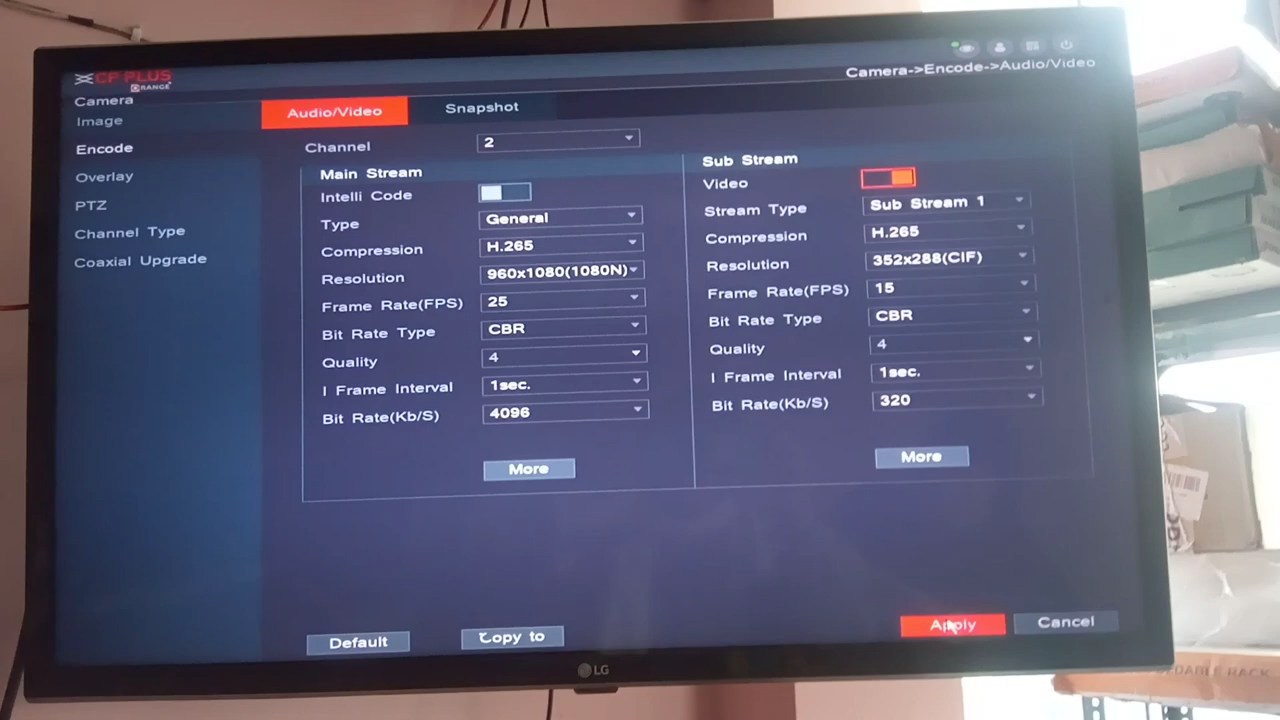 CP PLUS
ORANGE
Camera->Encode->Audio/Video
Camera
Image
Encode
Overlay
PTZ
Channel Type
Coaxial Upgrade
Audio/Video
Snapshot
Channel 2
Main Stream
Intelli Code
Type General
Compression H.265
Resolution 960x1080(1080N)
Frame Rate(FPS) 25
Bit Rate Type CBR
Quality 4
I Frame Interval 1sec.
Bit Rate(Kb/S) 4096
More
Sub Stream
Video
Stream Type Sub Stream 1
Compression H.265
Resolution 352x288(CIF)
Frame Rate(FPS) 15
Bit Rate Type CBR
Quality 4
I Frame Interval 1sec.
Bit Rate(Kb/S) 320
More
Default
Copy to
Apply
Cancel
LG
RACK